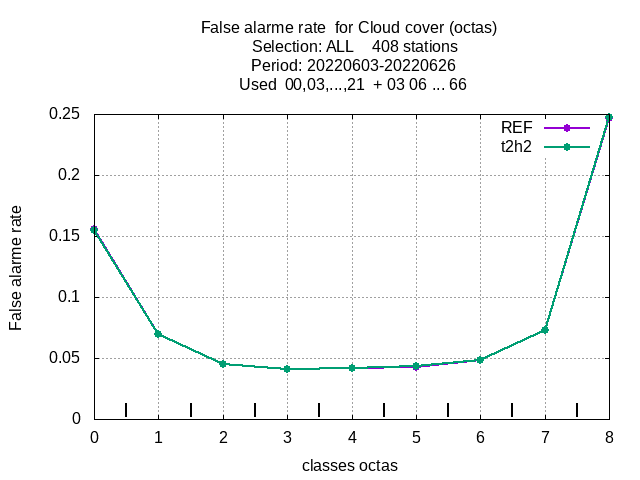 False alarme rate  for Cloud cover (octas)
Selection: ALL    408 stations
Period: 20220603-20220626
Used  00,03,...,21  + 03 06 ... 66
REF
t2h2
False alarme rate
0.25
0.2
0.15
0.1
0.05
0
0 1 2 3 4 5 6 7 8
classes octas